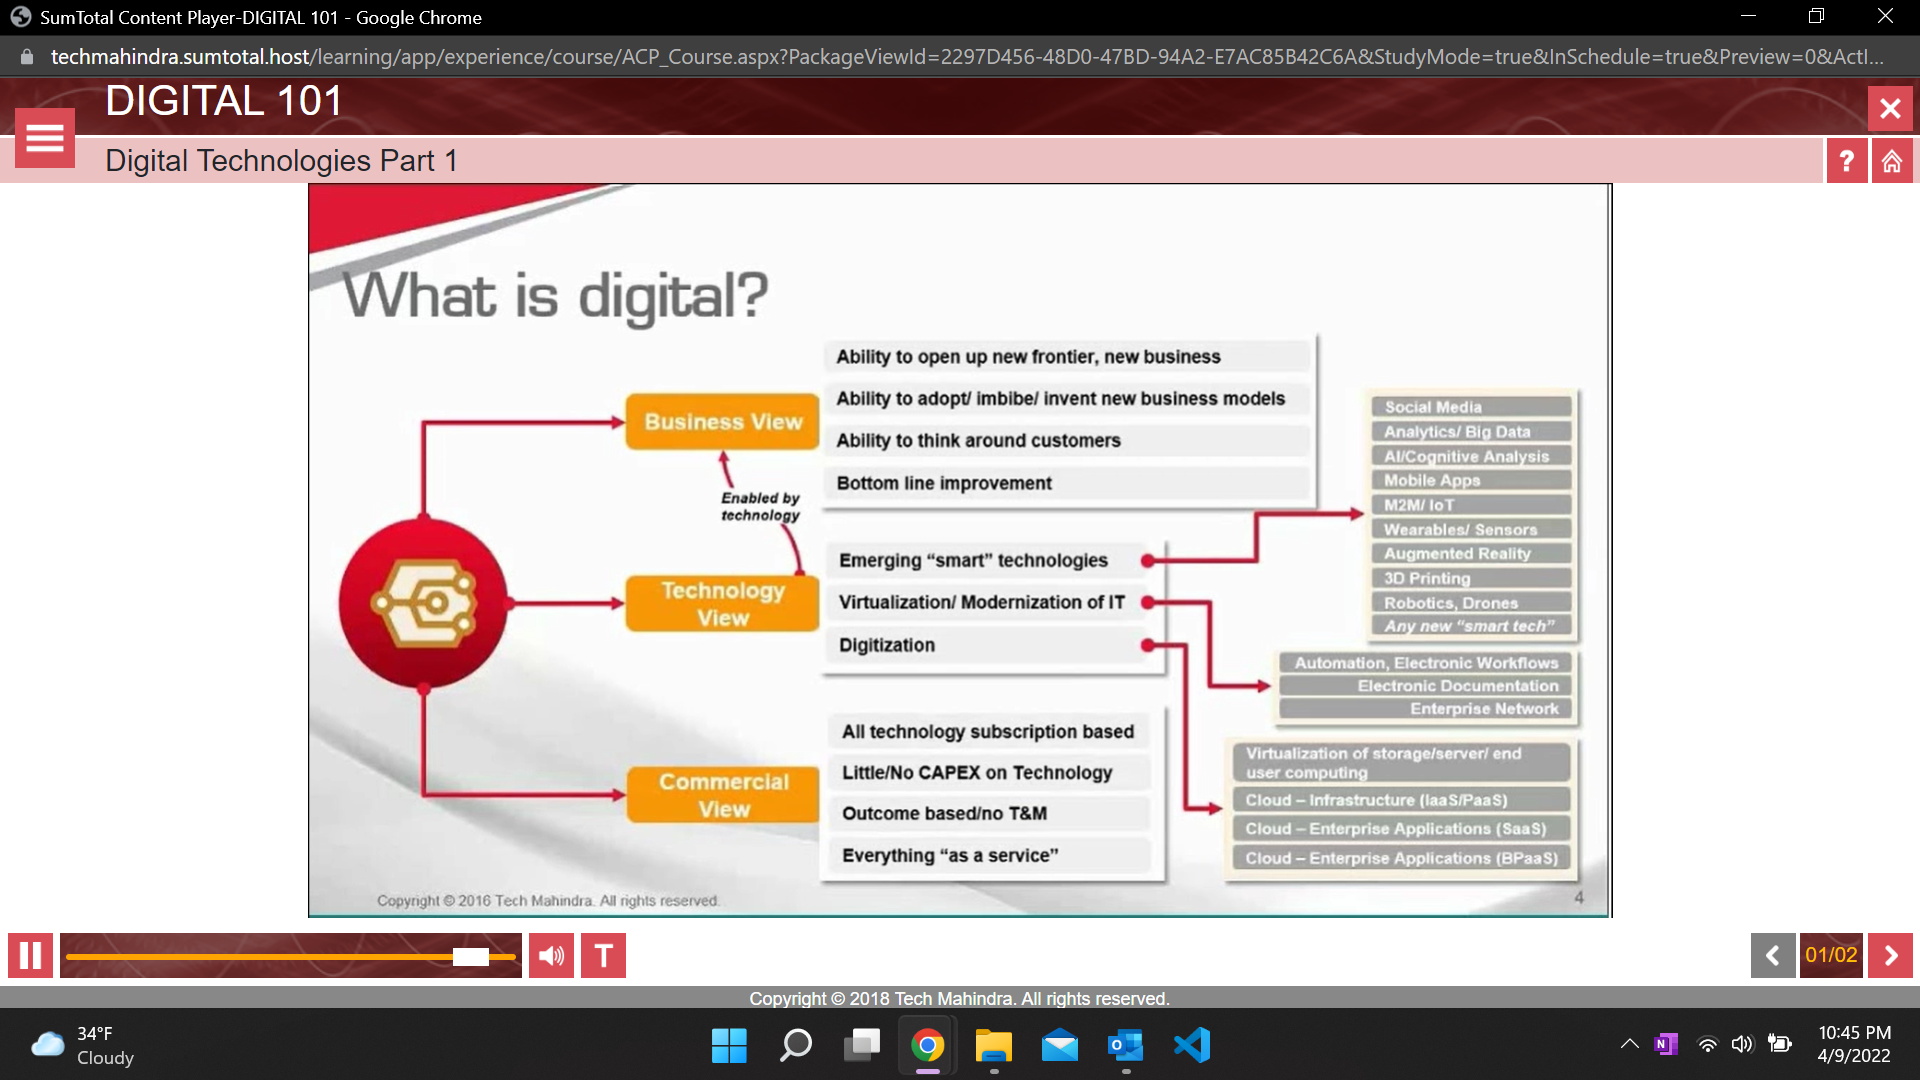 SumTotal Content Player-DIGITAL 101 - Google Chrome
techmahindra.sumtotal.host/learning/app/experience/course/ACP_Course.aspx?PackageViewId=2297D456-48D0-47BD-94A2-E7AC85B42C6A&StudyMode=true&InSchedule=true&Preview=0&ActI...
DIGITAL 101
Digital Technologies Part 1
?
What is digital?
Business View
Ability to open up new frontier, new business
Ability to adopt/ imbibe/ invent new business models
Ability to think around customers
Bottom line improvement
Enabled by
technology
Technology
View
Emerging “smart” technologies
Virtualization/ Modernization of IT
Digitization
Commercial
View
All technology subscription based
Little/No CAPEX on Technology
Outcome based/no T&M
Everything “as a service”
Social Media
Analytics/ Big Data
AI/Cognitive Analysis
Mobile Apps
M2M/ IoT
Wearables/ Sensors
Augmented Reality
3D Printing
Robotics, Drones
Any new “smart tech”
Automation, Electronic Workflows
Electronic Documentation
Enterprise Network
Virtualization of storage/server/ end
user computing
Cloud – Infrastructure (IaaS/PaaS)
Cloud – Enterprise Applications (SaaS)
Cloud – Enterprise Applications (BPaaS)
Copyright © 2016 Tech Mahindra. All rights reserved.
4
T
01/02
Copyright © 2018 Tech Mahindra. All rights reserved.
34°F
Cloudy
10:45 PM
4/9/2022